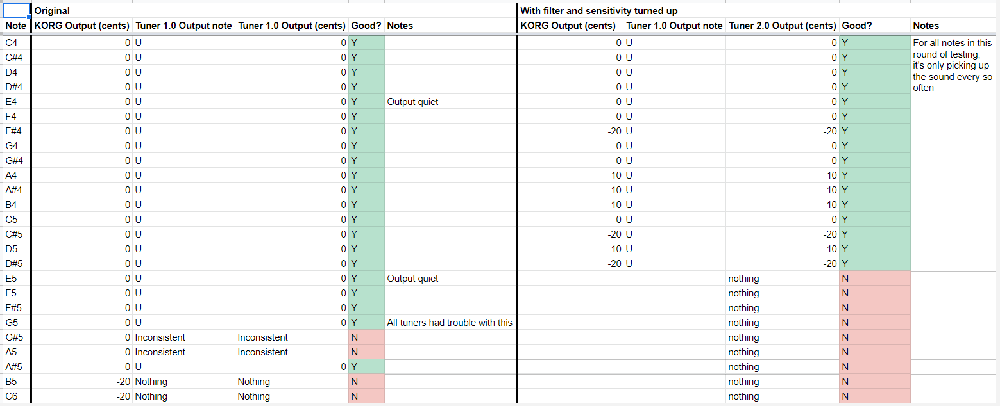 Original With filter and sensitivity turned up
Note KORG Output (cents) Tuner 1.0 Output note Tuner 1.0 Output (cents) Good? Notes KORG Output (cents) Tuner 1.0 Output note Tuner 2.0 Output (cents) Good? Notes
C4 0 U 0 Y 0 U 0 Y For all notes in this
round of testing,
C#4 0 U 0 Y 0 U 0 Y
it's only picking up
D4 0 U 0 Y 0 U 0 Y
the sound every so
D#4 0 U 0 Y 0 U 0 Y
often
E4 0 U 0 Y Output quiet 0 U 0 Y
F4 0 U 0 Y 0 U 0 Y
F#4 0 U 0 Y -20 U -20 Y
G4 0 U 0 Y 0 U 0 Y
G#4 0 U 0 Y 0 U 0 Y
A4 0 U 0 Y 10 U 10 Y
A#4 0 U 0 Y -10 U -10 Y
B4 0 U 0 Y -10 U -10 Y
C5 0 U 0 Y 0 U 0 Y
C#5 0 U 0 Y -20 U -20 Y
D5 0 U 0 Y -10 U -10 Y
D#5 0 U 0 Y -20 U -20 Y
E5 0 U 0 Y Output quiet nothing N
F5 0 U 0 Y nothing N
F#5 0 U 0 Y nothing N
G5 0 U 0 Y All tuners had trouble with this nothing N
G#5 0 Inconsistent Inconsistent N nothing N
A5 0 Inconsistent Inconsistent N nothing N
A#5 0 U 0 Y nothing N
B5 -20 Nothing Nothing N nothing N
C6 -20 Nothing Nothing N nothing N